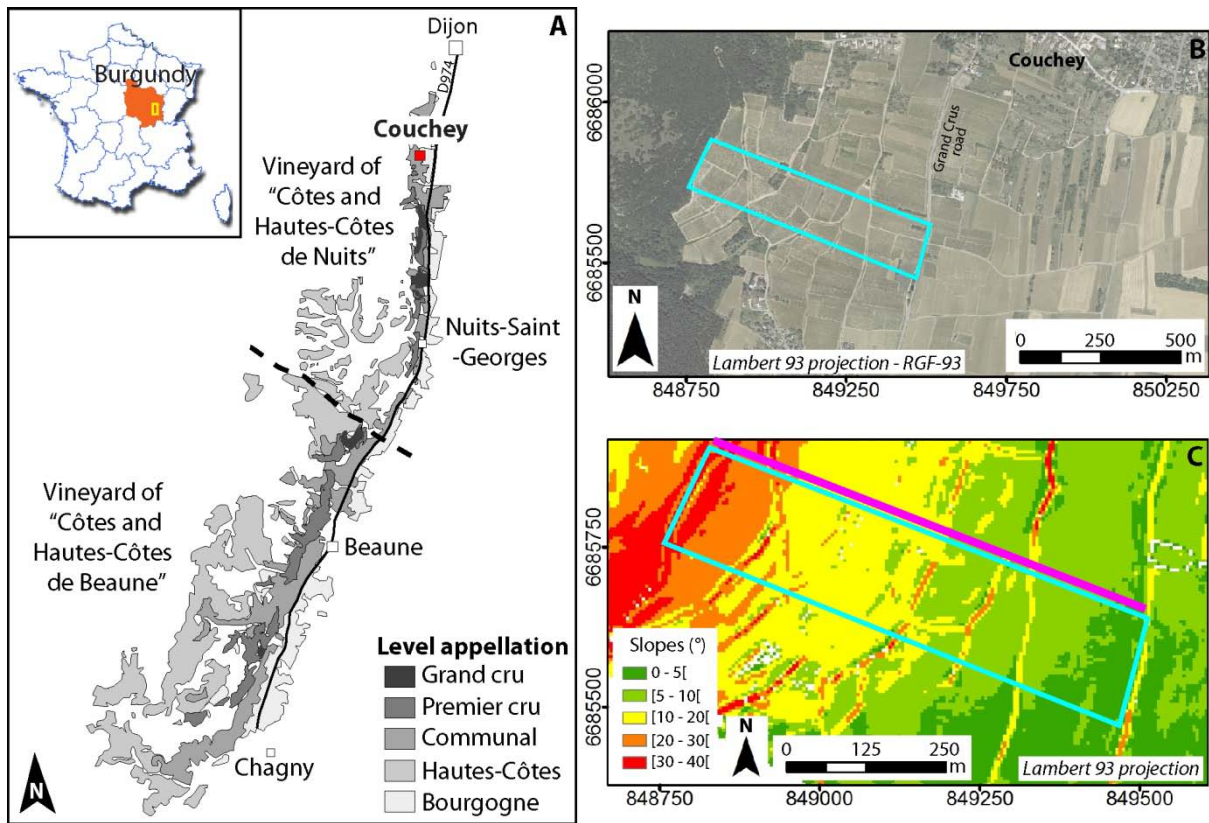 A
Burgundy
Dijon
D974
Couchey
Vineyard of
“Côtes and
Hautes-Côtes
de Nuits”
Nuits-Saint
-Georges
Vineyard of
“Côtes and
Hautes-Côtes
de Beaune”
Beaune
Chagny
Level appellation
Grand cru
Premier cru
Communal
Hautes-Côtes
Bourgogne
N
B
Couchey
Grand Crus
road
6686000
6685500
N
0 250 500
m
Lambert 93 projection - RGF-93
848750 849250 849750 850250
C
6685750
6685500
Slopes (°)
0 - 5[
[5 - 10[
[10 - 20[
[20 - 30[
[30 - 40[
N
0 125 250
m
Lambert 93 projection
848750 849000 849250 849500